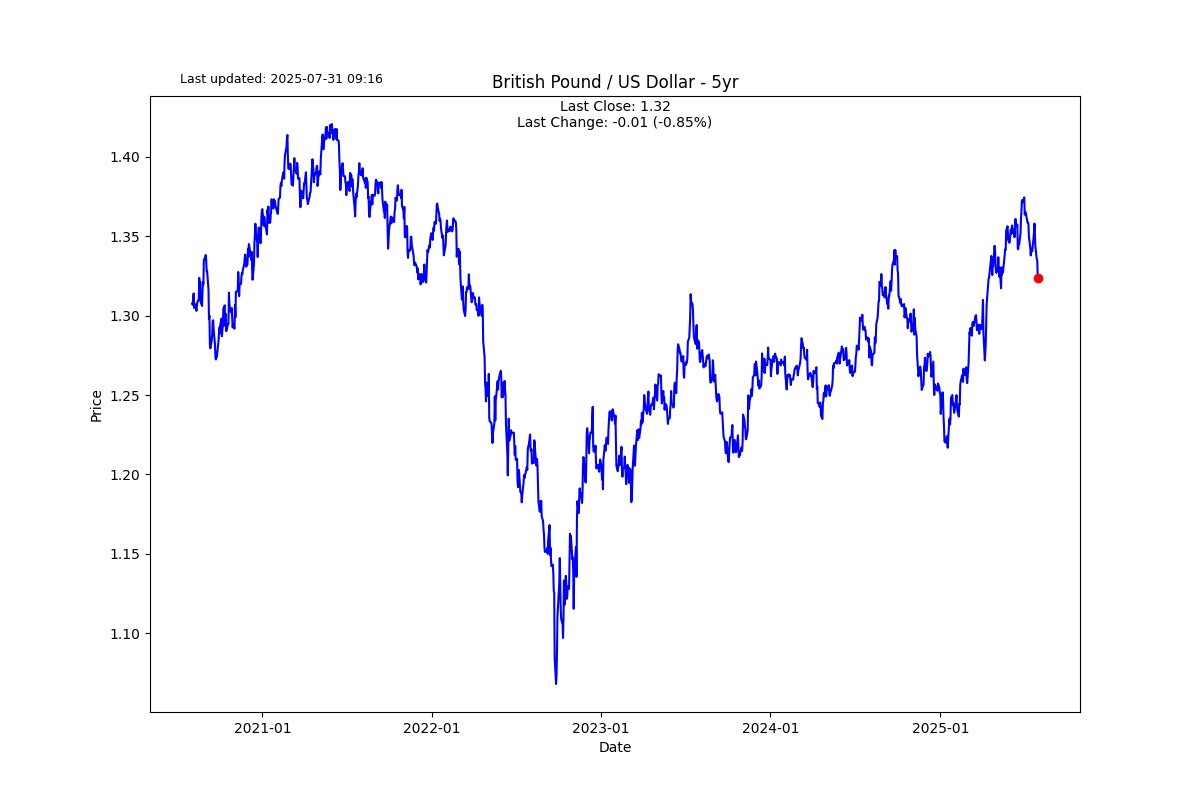 Last updated: 2025-07-31 09:16
British Pound / US Dollar - 5yr
Last Close: 1.32
Last Change: -0.01 (-0.85%)
1.40
1.35
1.30
1.25
1.20
1.15
1.10
Price
2021-01
2022-01
2023-01
2024-01
2025-01
Date